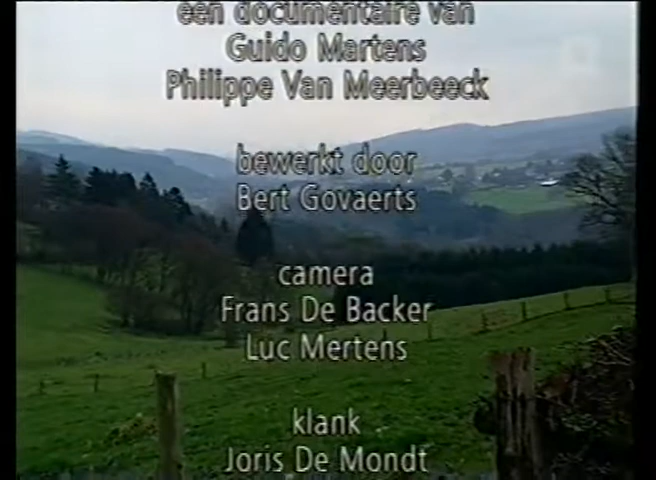 een documentaire van
Guido Martens
Philippe Van Meerbeeck
bewerkt door
Bert Govaerts
camera
Frans De Backer
Luc Mertens
klank
Joris De Mondt